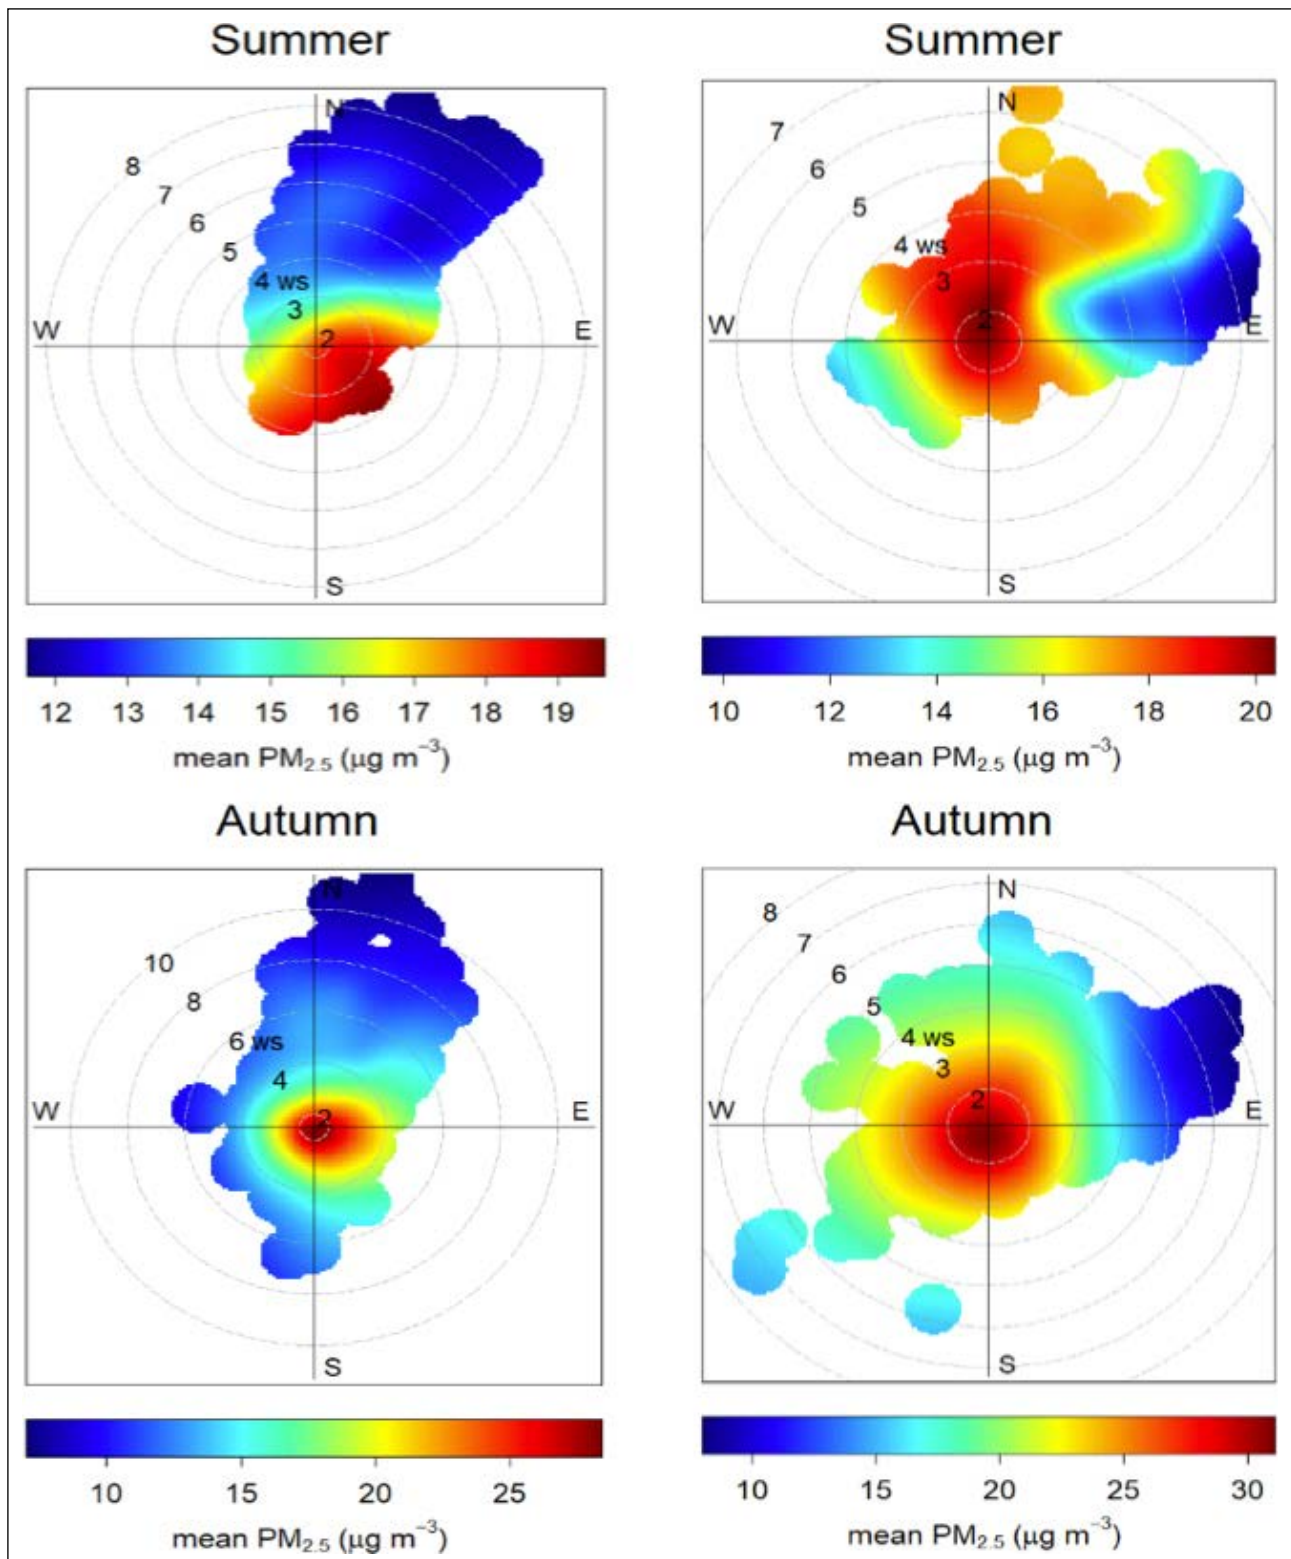 Summer
N
8
7
6
5
4 ws
3
2
W
E
S
12 13 14 15 16 17 18 19
mean PM₂.₅ (μg m⁻³)
Summer
N
7
6
5
4 ws
3
2
W
E
S
10 12 14 16 18 20
mean PM₂.₅ (μg m⁻³)
Autumn
N
10
8
6 ws
4
2
W
E
S
10 15 20 25
mean PM₂.₅ (μg m⁻³)
Autumn
N
8
7
6
5
4 ws
3
2
W
E
S
10 15 20 25 30
mean PM₂.₅ (μg m⁻³)